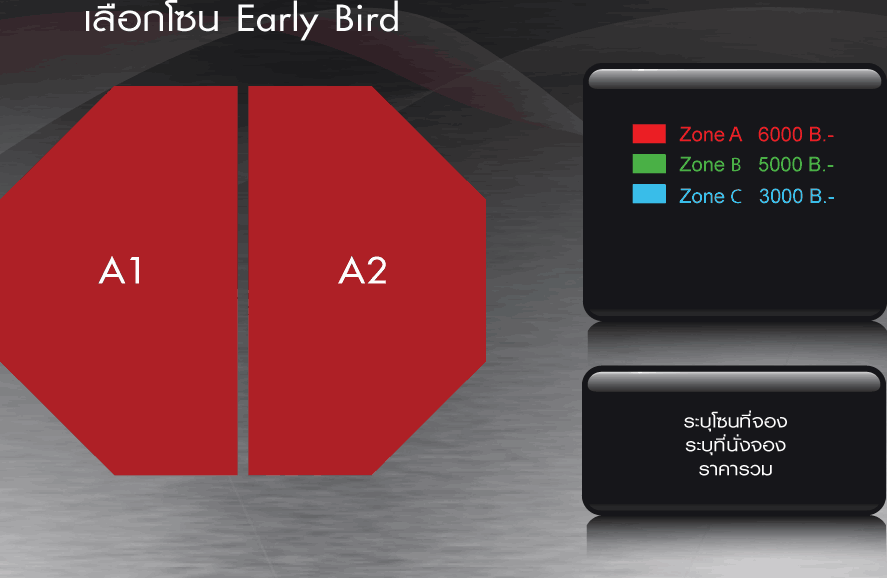 เลือกโซน Early Bird
A1
A2
Zone A 6000 B.-
Zone B 5000 B.-
Zone C 3000 B.-
ระบุโซนที่จอง
ระบุที่นั่งจอง
ราคารวม